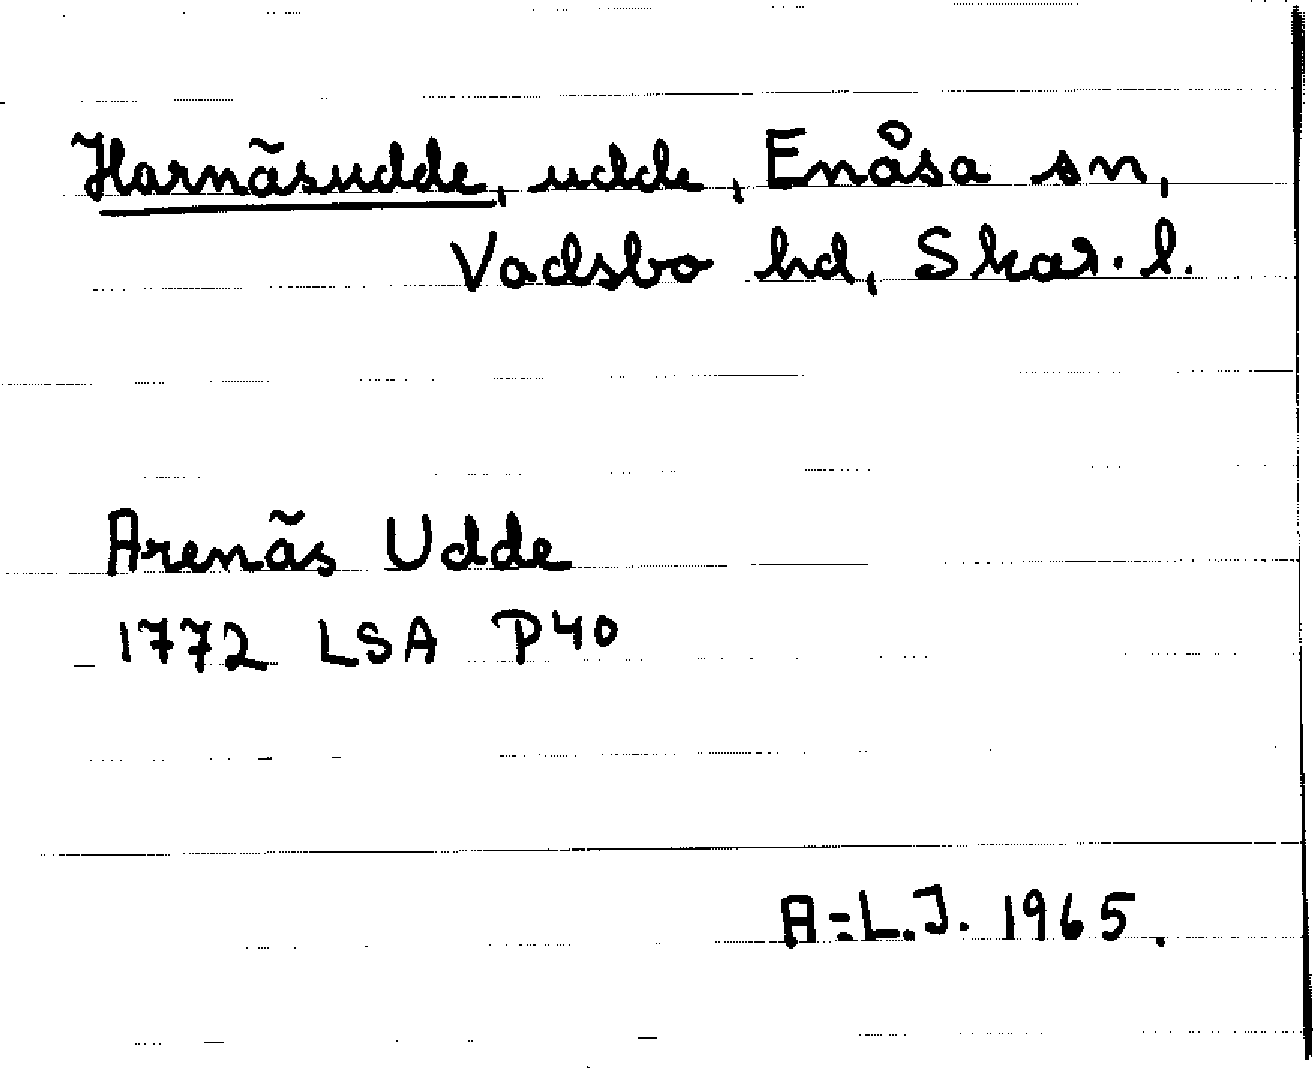 Harnäsudde, udde, Enåsa sn,
Vadsbo hd, Skar. l.
Arenäs Udde
1772 LSA P40
A-L.J. 1965.